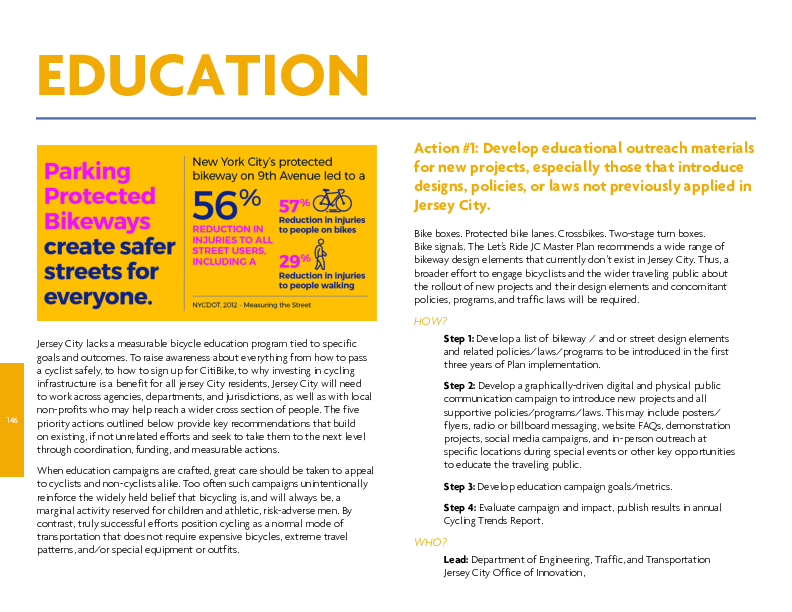 EDUCATION
Parking
Protected
Bikeways
create safer
streets for
everyone.
New York City's protected
bikeway on 9th Avenue led to a
56%
REDUCTION IN
INJURIES TO ALL
STREET USERS,
INCLUDING A
57%
Reduction in injuries
to people on bikes
29%
Reduction in injuries
to people walking
NYCDOT, 2012 - Measuring the Street
Jersey City lacks a measurable bicycle education program tied to specific
goals and outcomes. To raise awareness about everything from how to pass
a cyclist safely, to how to sign up for CitiBike, to why investing in cycling
infrastructure is a benefit for all jersey City residents, Jersey City will need
to work across agencies, departments, and jurisdictions, as well as with local
non-profits who may help reach a wider cross section of people. The five
priority actions outlined below provide key recommendations that build
on existing, if not unrelated efforts and seek to take them to the next level
through coordination, funding, and measurable actions.
When education campaigns are crafted, great care should be taken to appeal
to cyclists and non-cyclists alike. Too often such campaigns unintentionally
reinforce the widely held belief that bicycling is, and will always be, a
marginal activity reserved for children and athletic, risk-adverse men. By
contrast, truly successful efforts position cycling as a normal mode of
transportation that does not require expensive bicycles, extreme travel
patterns, and/or special equipment or outfits.
146
Action #1: Develop educational outreach materials
for new projects, especially those that introduce
designs, policies, or laws not previously applied in
Jersey City.
Bike boxes. Protected bike lanes. Crossbikes. Two-stage turn boxes.
Bike signals. The Let's Ride JC Master Plan recommends a wide range of
bikeway design elements that currently don't exist in Jersey City. Thus, a
broader effort to engage bicyclists and the wider traveling public about
the rollout of new projects and their design elements and concomitant
policies, programs, and traffic laws will be required.
HOW?
Step 1: Develop a list of bikeway / and or street design elements
and related policies/laws/programs to be introduced in the first
three years of Plan implementation.
Step 2: Develop a graphically-driven digital and physical public
communication campaign to introduce new projects and all
supportive policies/programs/laws. This may include posters/
flyers, radio or billboard messaging, website FAQs, demonstration
projects, social media campaigns, and in-person outreach at
specific locations during special events or other key opportunities
to educate the traveling public.
Step 3: Develop education campaign goals/metrics.
Step 4: Evaluate campaign and impact, publish results in annual
Cycling Trends Report.
WHO?
Lead: Department of Engineering, Traffic, and Transportation
Jersey City Office of Innovation,